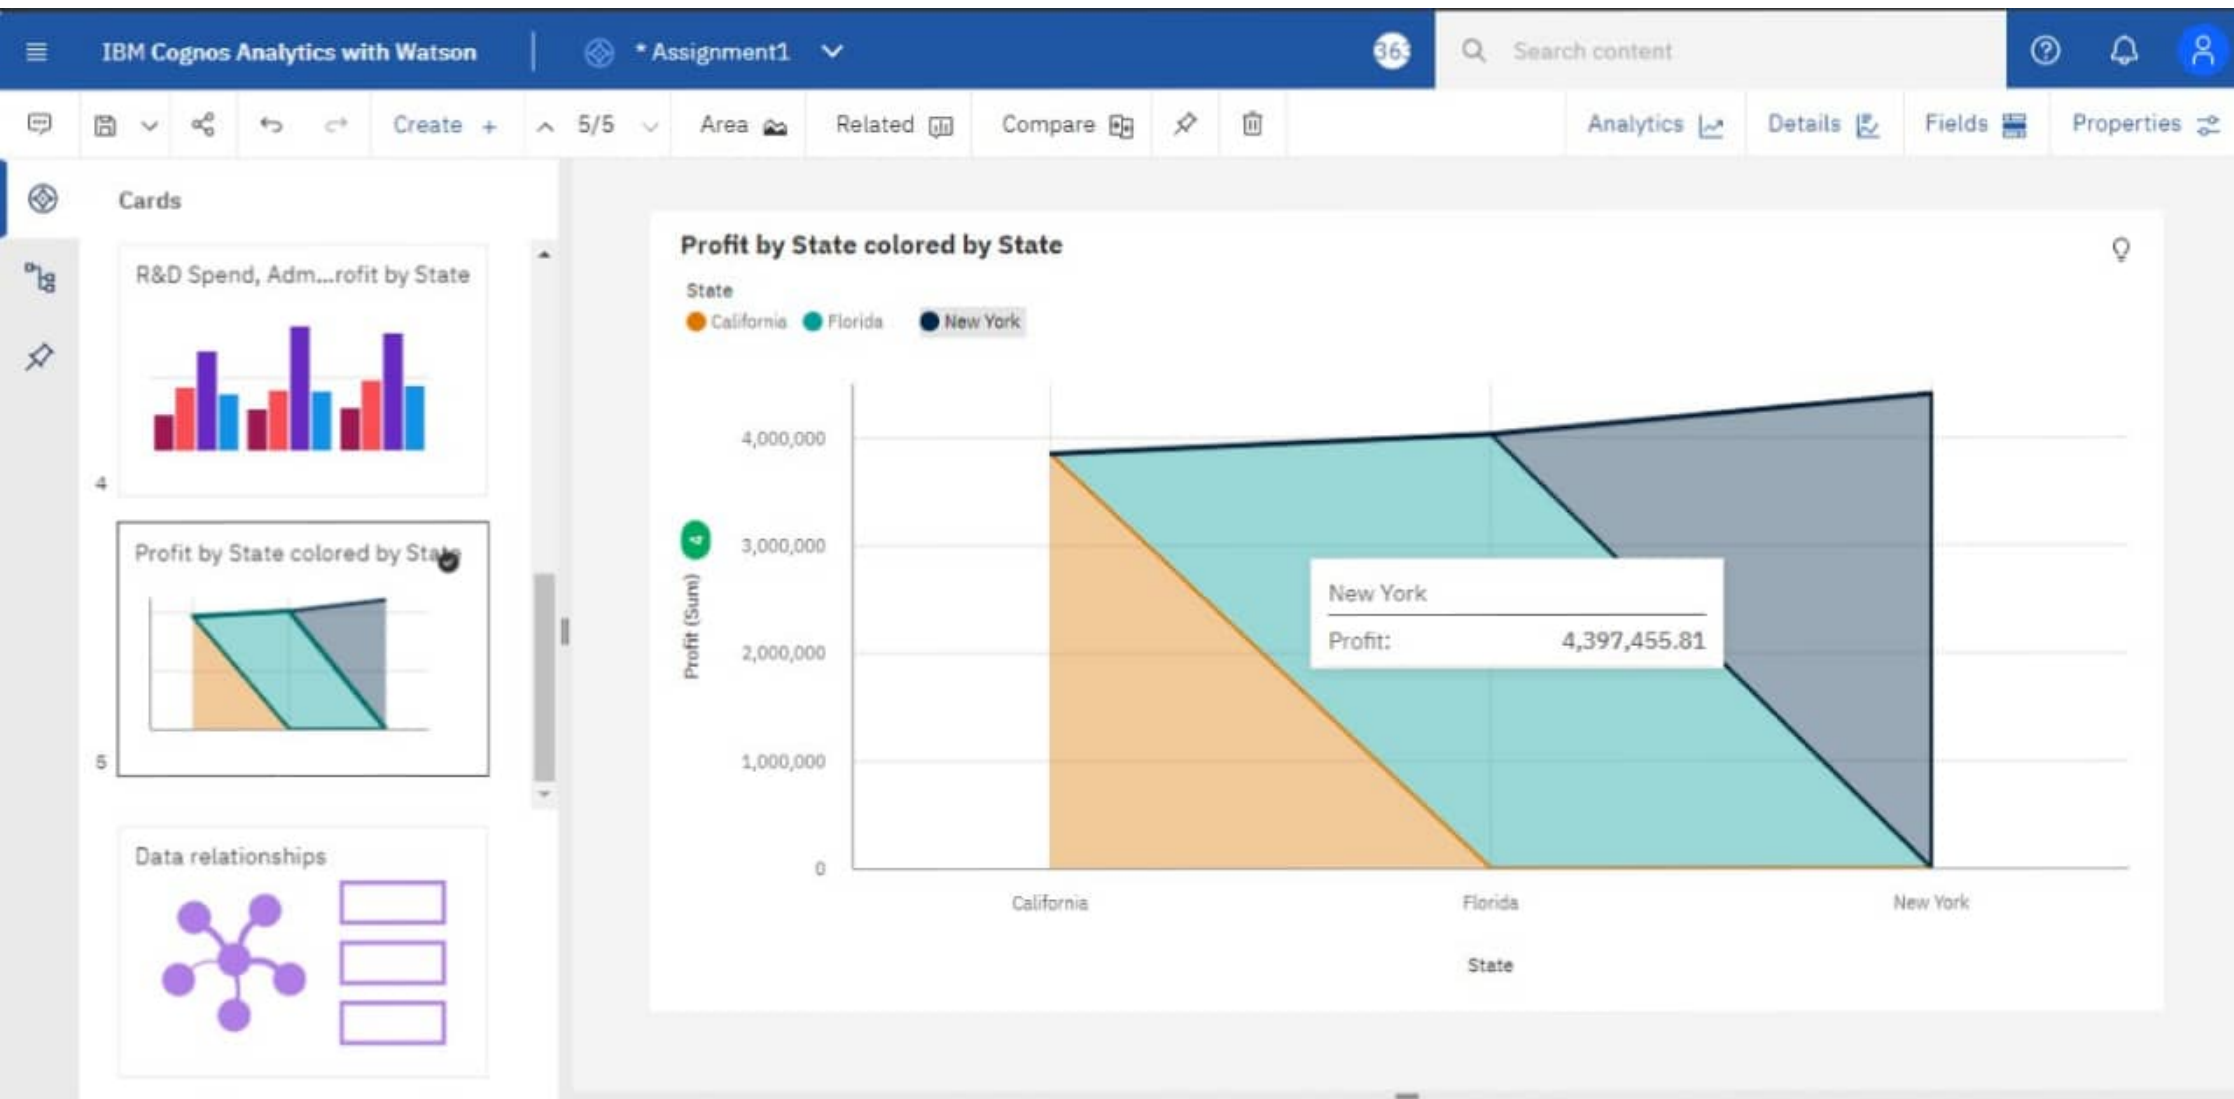 IBM Cognos Analytics with Watson
* Assignment1
363
Search content
Create +
5/5
Area
Related
Compare
Analytics
Details
Fields
Properties
Cards
R&D Spend, Adm...rofit by State
4
Profit by State colored by State
5
Data relationships
Profit by State colored by State
State
California
Florida
New York
4,000,000
3,000,000
2,000,000
1,000,000
0
Profit (Sum)
New York
Profit: 4,397,455.81
California
Florida
New York
State